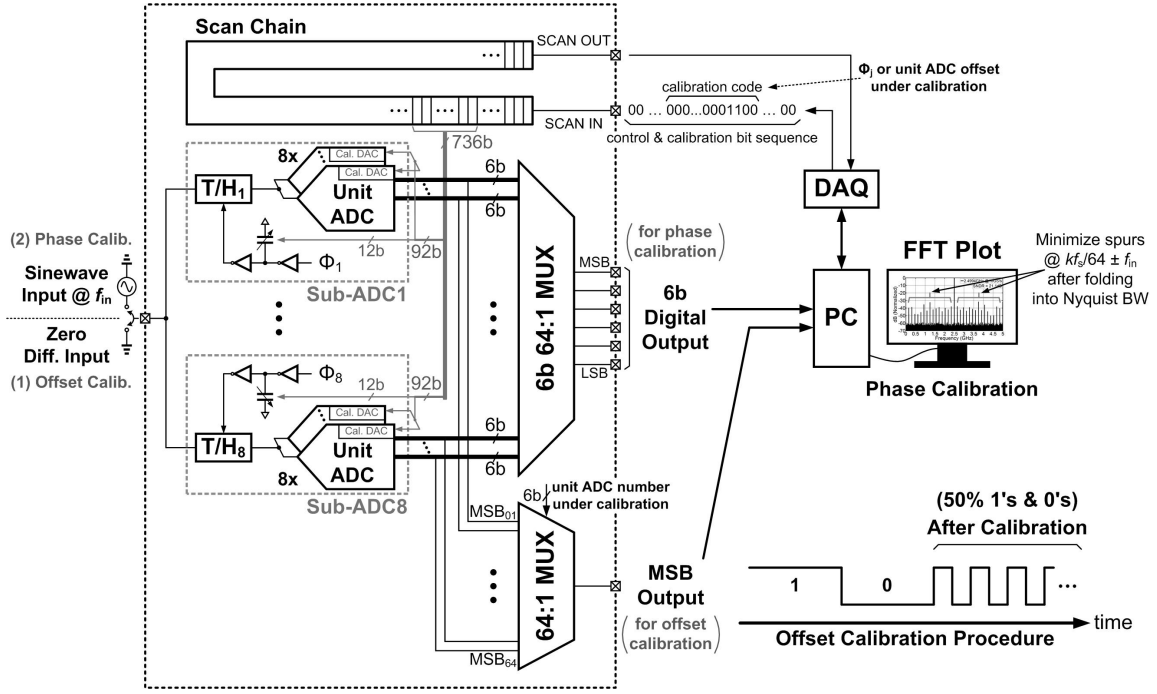 Scan Chain
SCAN OUT
SCAN IN
Φj or unit ADC offset
under calibration
calibration code
00 ... 000...0001100 ... 00
control & calibration bit sequence
736b
8x
Cal. DAC
Cal. DAC
T/H1
Unit
ADC
6b
6b
12b
92b
Φ1
Sub-ADC1
(2) Phase Calib.
Sinewave
Input @ fin
Zero
Diff. Input
(1) Offset Calib.
6b 64:1 MUX
MSB
LSB
(for phase
calibration)
6b
Digital
Output
DAQ
PC
FFT Plot
Minimize spurs
@ kfs/64 ± fin
after folding
into Nyquist BW
dB (Normalized)
Frequency (GHz)
Phase Calibration
Φ8
12b
92b
Cal. DAC
Cal. DAC
T/H8
Unit
ADC
8x
6b
6b
Sub-ADC8
6b
unit ADC number
under calibration
MSB01
64:1 MUX
MSB64
MSB
Output
(for offset
calibration)
(50% 1's & 0's)
After Calibration
1
0
...
time
Offset Calibration Procedure